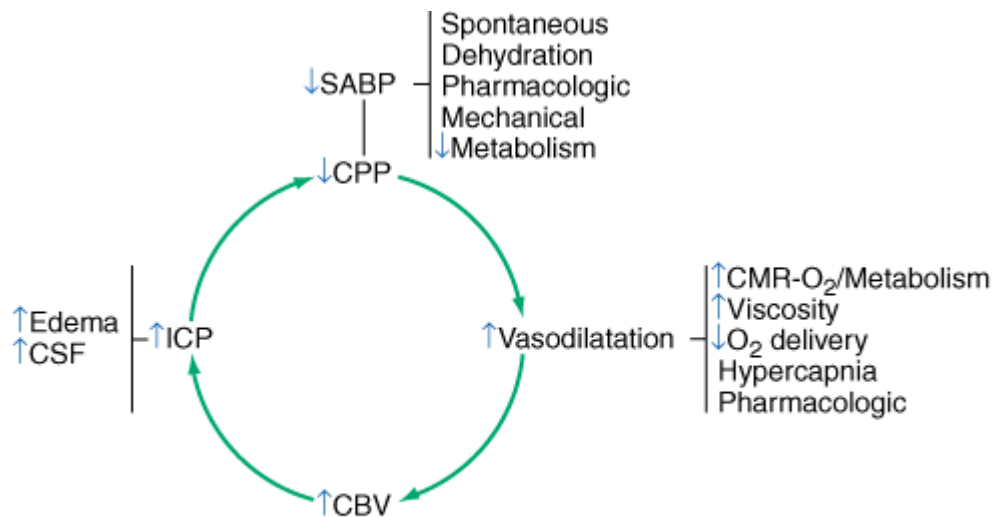 Spontaneous
Dehydration
↓SABP
Pharmacologic
Mechanical
↓Metabolism
↓CPP
↑CMR-O₂/Metabolism
↑Viscosity
↑Edema
↑CSF
↑ICP
↑Vasodilatation
↓O₂ delivery
Hypercapnia
Pharmacologic
↑CBV